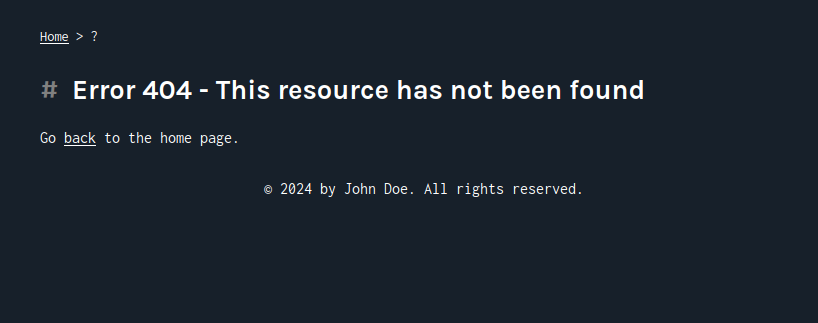 Home > ?
# Error 404 - This resource has not been found
Go back to the home page.
© 2024 by John Doe. All rights reserved.